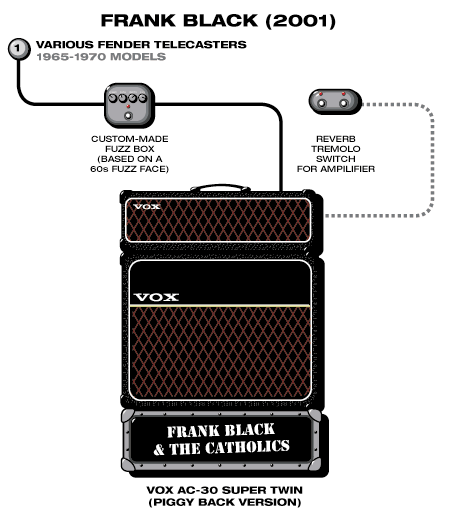 FRANK BLACK (2001)
1
VARIOUS FENDER TELECASTERS
1965-1970 MODELS
CUSTOM-MADE
FUZZ BOX
(BASED ON A
60s FUZZ FACE)
REVERB
TREMOLO
SWITCH
FOR AMPILIFIER
VOX
VOX
FRANK BLACK
& THE CATHOLICS
VOX AC-30 SUPER TWIN
(PIGGY BACK VERSION)